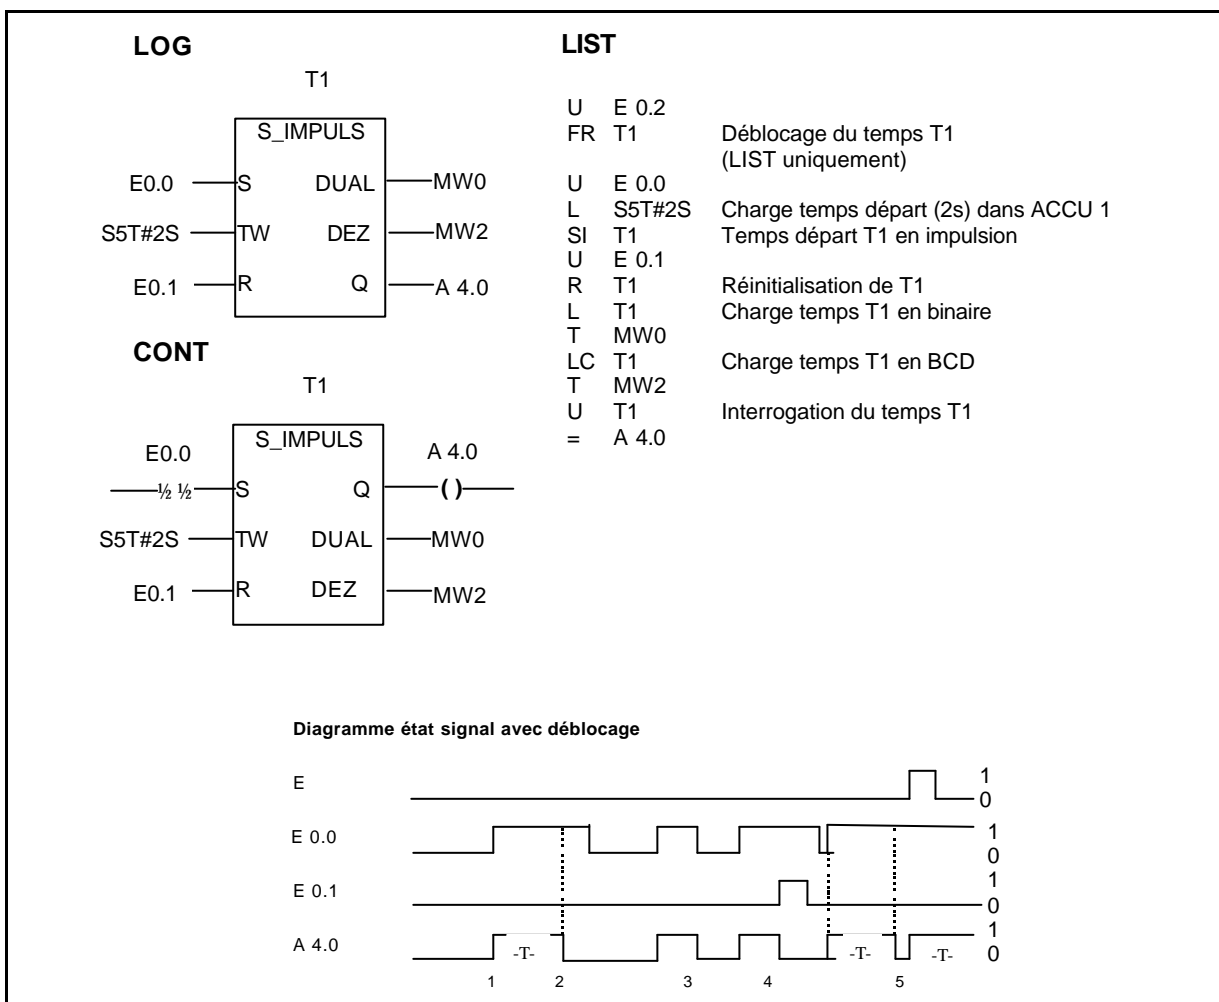 LOG
T1
S_IMPULS
E0.0 S DUAL MW0
S5T#2S TW DEZ MW2
E0.1 R Q A 4.0
CONT
T1
S_IMPULS
E0.0 A 4.0
½ ½ S Q ( )
S5T#2S TW DUAL MW0
E0.1 R DEZ MW2
LIST
U E 0.2
FR T1 Déblocage du temps T1
(LIST uniquement)
U E 0.0
L S5T#2S Charge temps départ (2s) dans ACCU 1
SI T1 Temps départ T1 en impulsion
U E 0.1
R T1 Réinitialisation de T1
L T1 Charge temps T1 en binaire
T MW0
LC T1 Charge temps T1 en BCD
T MW2
U T1 Interrogation du temps T1
= A 4.0
Diagramme état signal avec déblocage
E 1
0
E 0.0 1
0
E 0.1 1
0
A 4.0 -T- -T- -T- 1
0
1 2 3 4 5